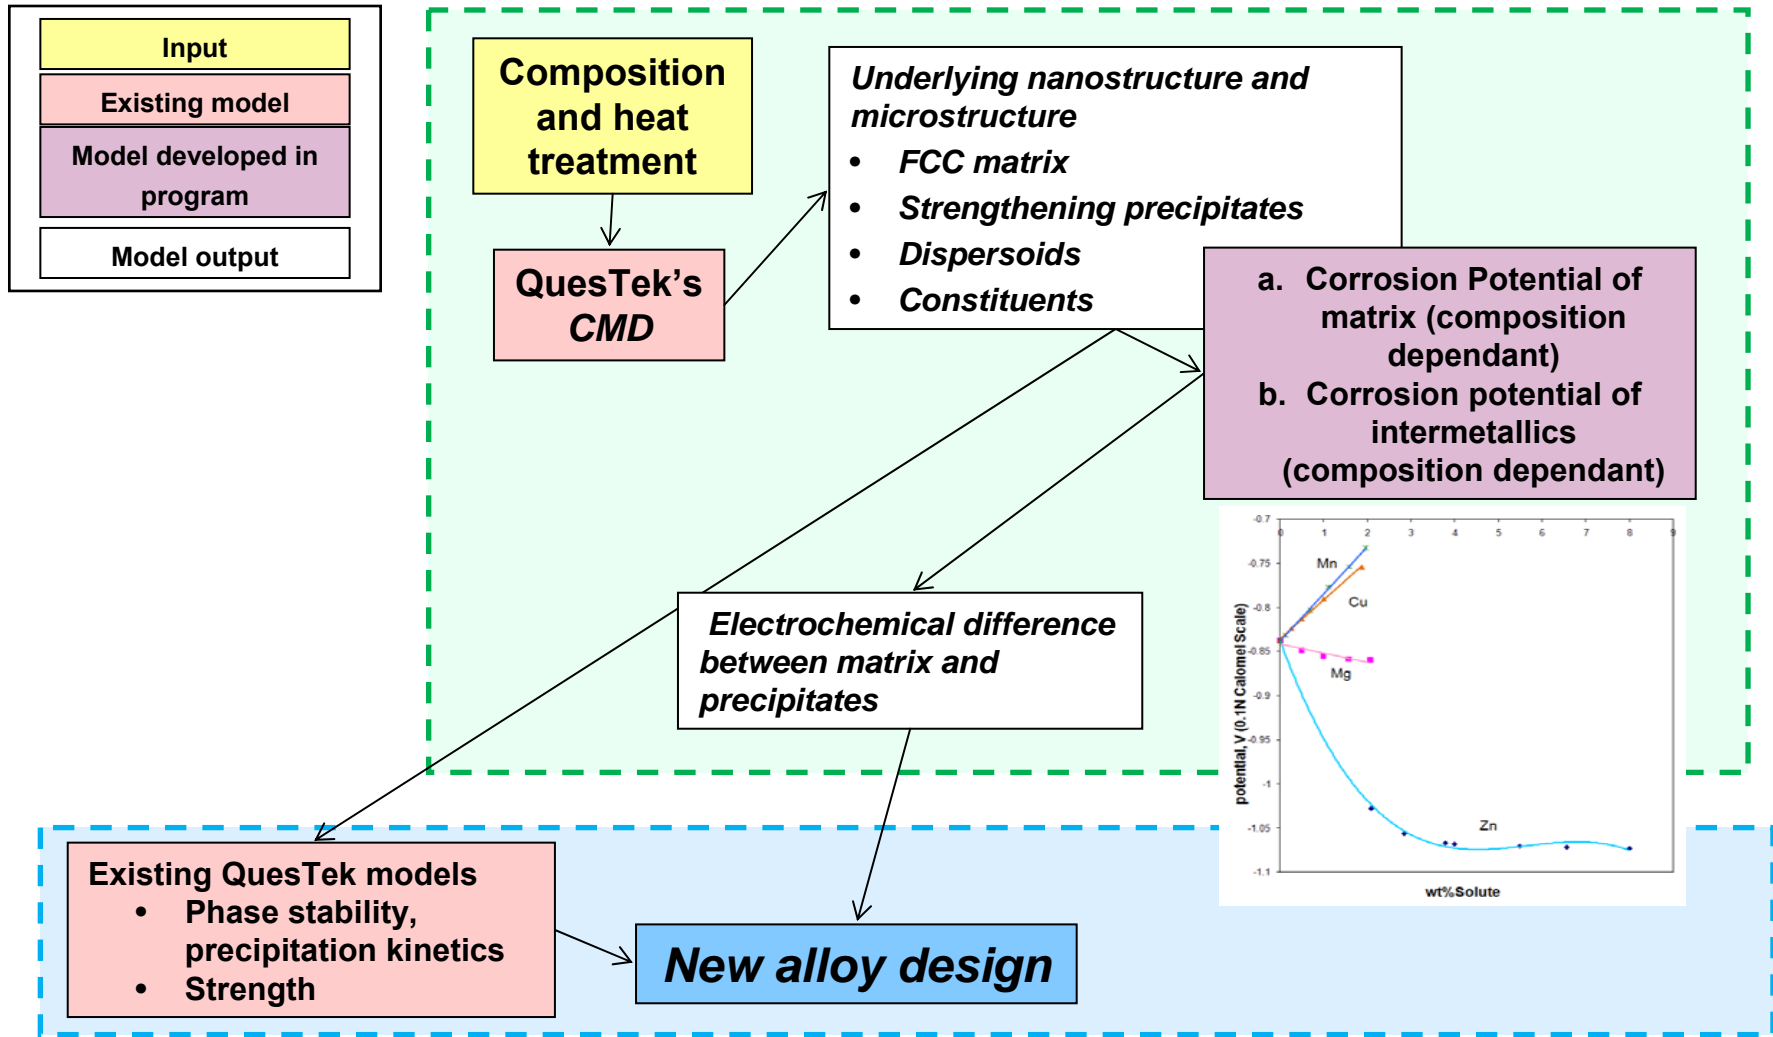 Input
Existing model
Model developed in
program
Model output
Composition
and heat
treatment
QuesTek's
CMD
Underlying nanostructure and
microstructure
• FCC matrix
• Strengthening precipitates
• Dispersoids
• Constituents
a. Corrosion Potential of
matrix (composition
dependant)
b. Corrosion potential of
intermetallics
(composition dependant)
-0.7
0 1 2 3 4 5 6 7 8 9
-0.75
-0.8
-0.85
-0.9
-0.95
-1
-1.05
-1.1
Mn
Cu
Mg
Zn
potential, V (0.1N Calomel Scale)
wt%Solute
Electrochemical difference
between matrix and
precipitates
Existing QuesTek models
• Phase stability,
precipitation kinetics
• Strength
New alloy design